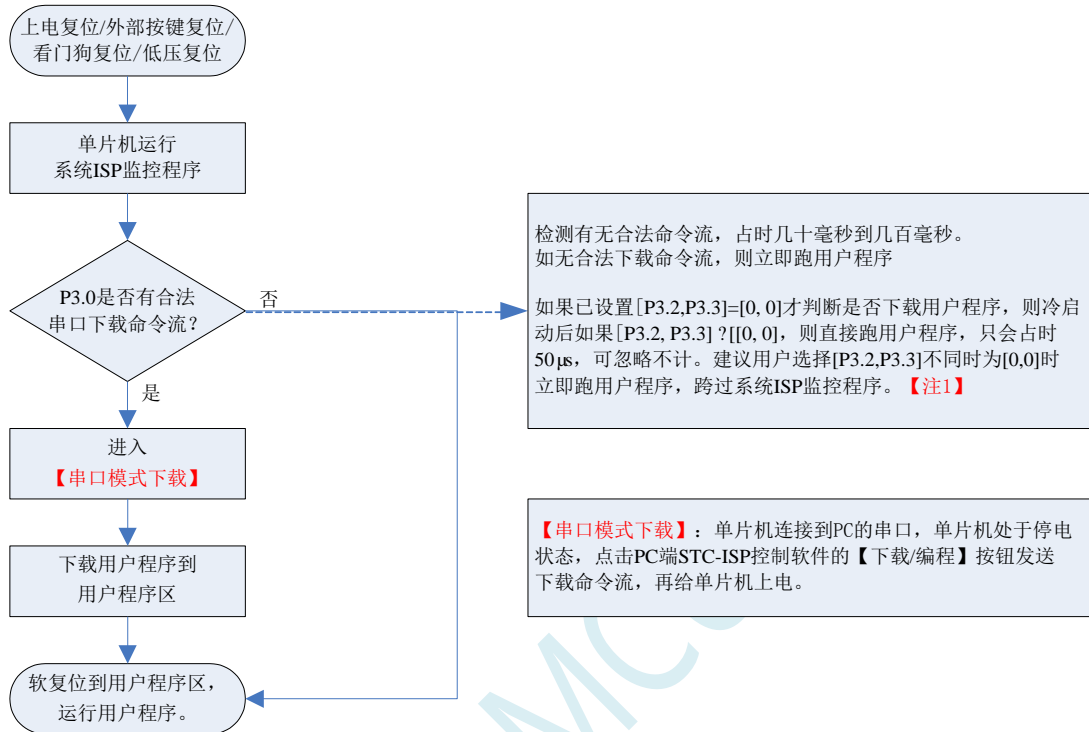 上电复位/外部按键复位/
看门狗复位/低压复位
单片机运行
系统ISP监控程序
P3.0是否有合法
串口下载命令流？
否
是
进入
【串口模式下载】
下载用户程序到
用户程序区
软复位到用户程序区，
运行用户程序。
检测有无合法命令流，占时几十毫秒到几百毫秒。
如无合法下载命令流，则立即跑用户程序
如果已设置[P3.2,P3.3]=[0, 0]才判断是否下载用户程序，则冷启
动后如果[P3.2, P3.3] ?[[0, 0]，则直接跑用户程序，只会占时
50μs，可忽略不计。建议用户选择[P3.2,P3.3]不同时为[0,0]时
立即跑用户程序，跨过系统ISP监控程序。【注1】
【串口模式下载】：单片机连接到PC的串口，单片机处于停电
状态，点击PC端STC-ISP控制软件的【下载/编程】按钮发送
下载命令流，再给单片机上电。
MC